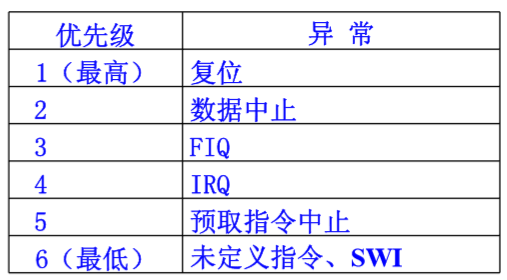 优先级 异 常
1（最高） 复位
2 数据中止
3 FIQ
4 IRQ
5 预取指令中止
6（最低） 未定义指令、SWI